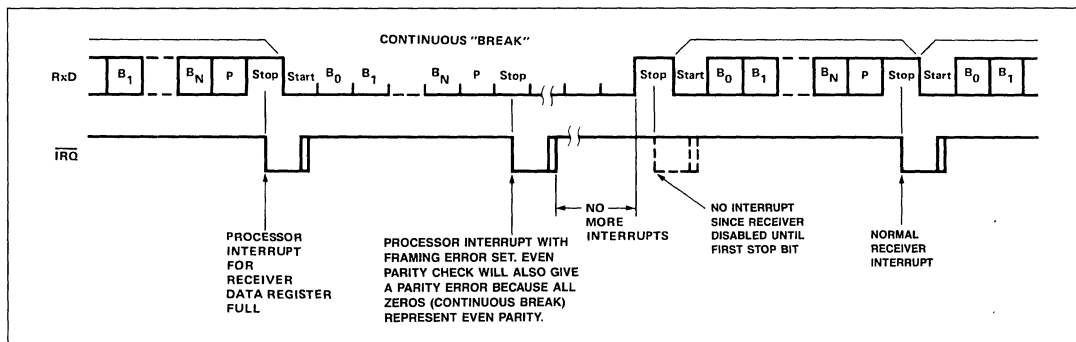 CONTINUOUS "BREAK"
RxD B1 BN P Stop Start B0 B1 BN P Stop Stop Start B0 B1 BN P Stop Start B0 B1
IRQ
NO
MORE
INTERRUPTS
NO INTERRUPT
SINCE RECEIVER
DISABLED UNTIL
FIRST STOP BIT
NORMAL
RECEIVER
INTERRUPT
PROCESSOR
INTERRUPT
FOR
RECEIVER
DATA REGISTER
FULL
PROCESSOR INTERRUPT WITH
FRAMING ERROR SET. EVEN
PARITY CHECK WILL ALSO GIVE
A PARITY ERROR BECAUSE ALL
ZEROS (CONTINUOUS BREAK)
REPRESENT EVEN PARITY.